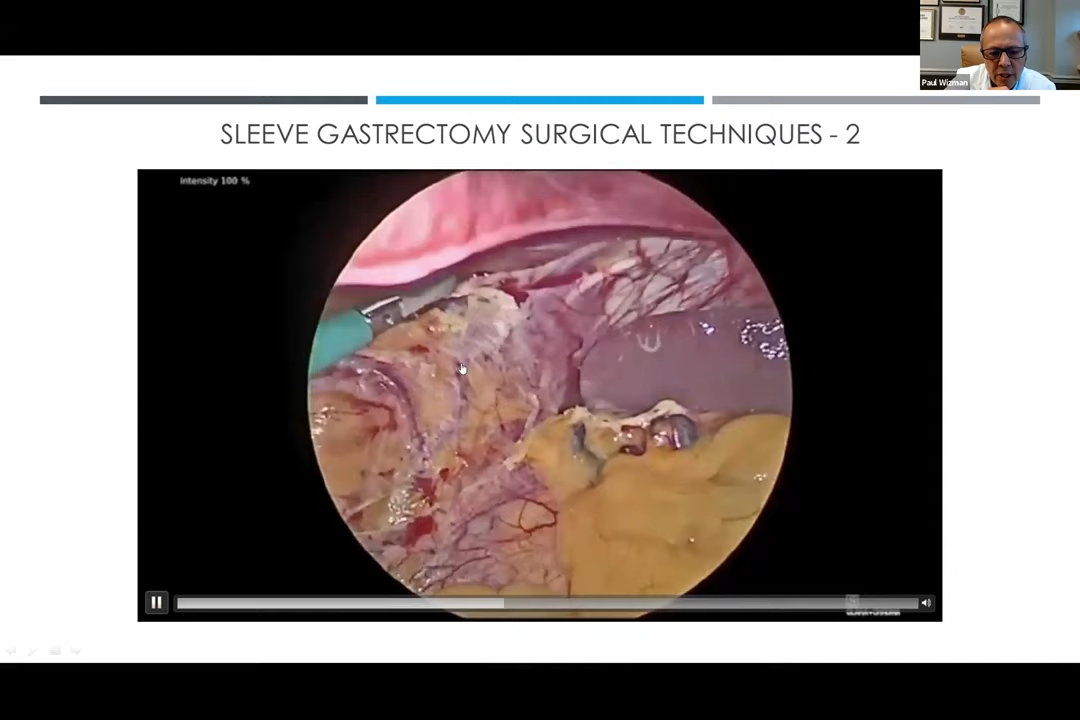 Paul Wizman
SLEEVE GASTRECTOMY SURGICAL TECHNIQUES - 2
Intensity 100 %